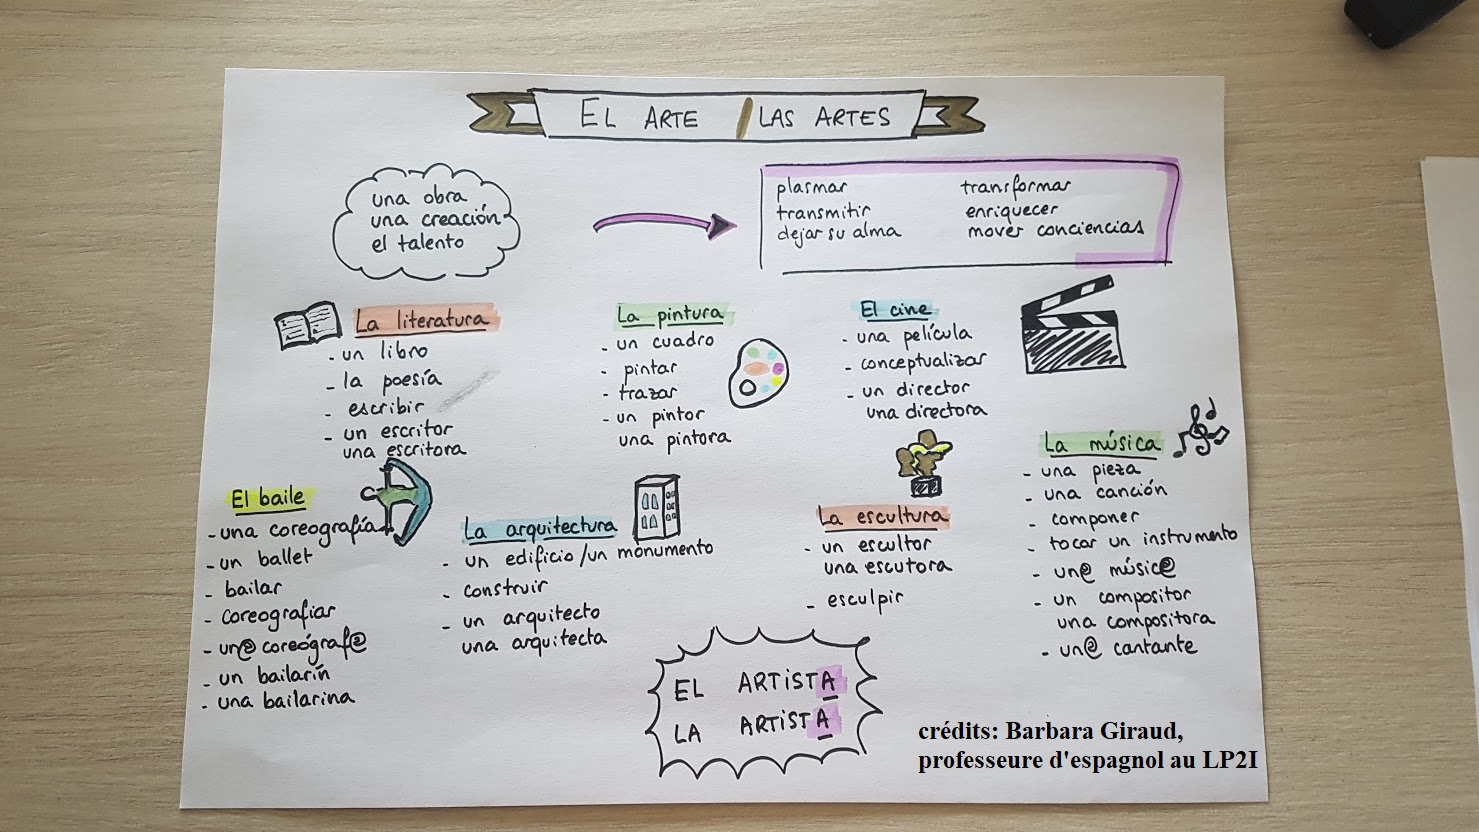 EL ARTE / LAS ARTES
una obra
una creación
el talento
plasmar
transmitir
dejar su alma
transformar
enriquecer
mover conciencias
La literatura
- un libro
- la poesía
- escribir
- un escritor
una escritora
La pintura
- un cuadro
- pintar
- trazar
- un pintor
una pintora
El cine
- una película
- conceptualizar
- un director
una directora
La música
- una pieza
- una canción
- componer
- tocar un instrumento
- un@ músic@
- un compositor
una compositora
- un@ cantante
El baile
- una coreografía
- un ballet
- bailar
- coreografiar
- un@ coreógraf@
- un bailarín
- una bailarina
La arquitectura
- un edificio/un monumento
- construir
- un arquitecto
una arquitecta
La escultura
- un escultor
una escutora
- esculpir
EL ARTiSTA
LA ARTiSTA
crédits: Barbara Giraud,
professeure d'espagnol au LP2I